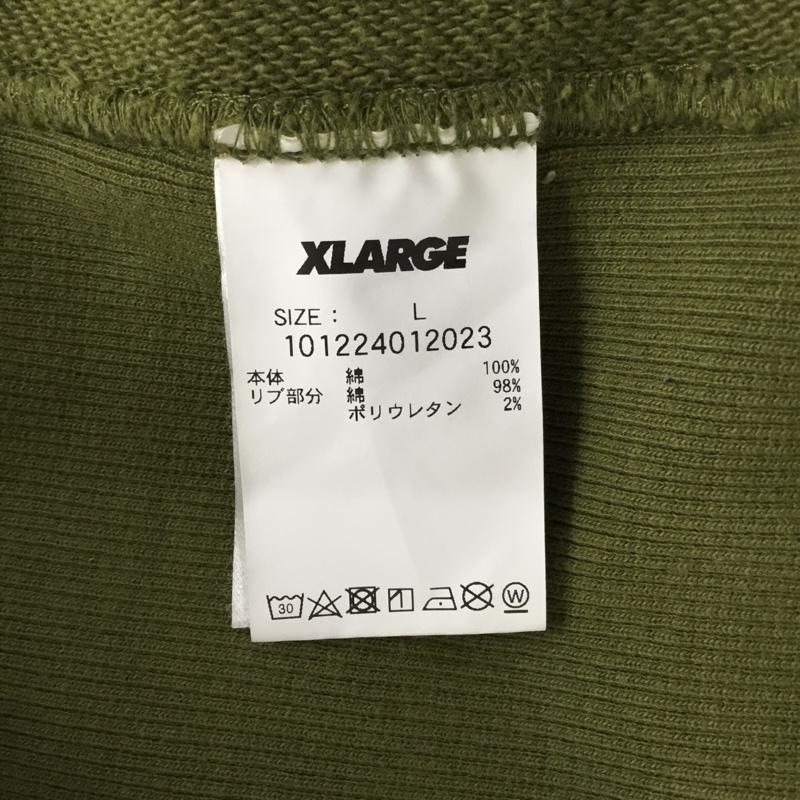 XLARGE
SIZE : L
101224012023
本体 綿 100%
リブ部分 綿 98%
ポリウレタン 2%
30 W